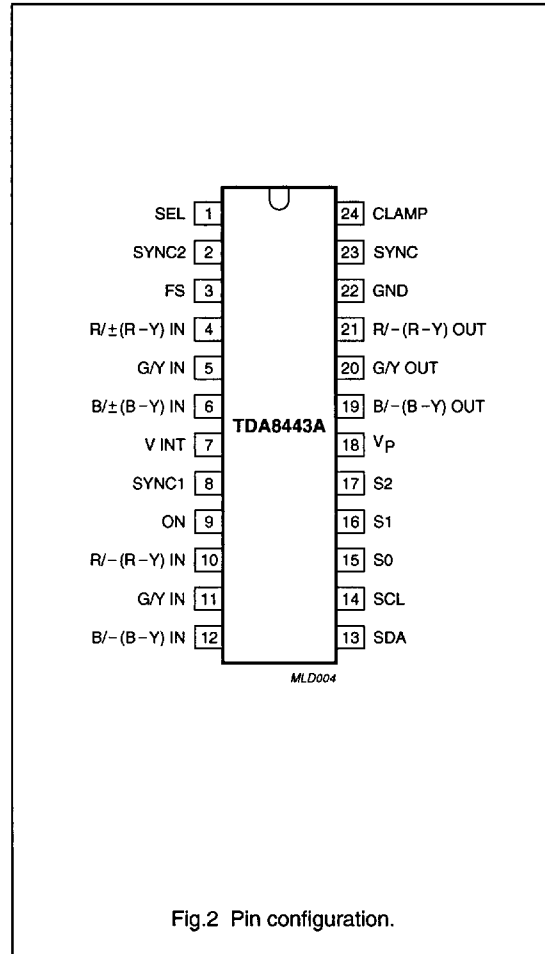 SEL 1
SYNC2 2
FS 3
R/±(R−Y) IN 4
G/Y IN 5
B/±(B−Y) IN 6
V INT 7
SYNC1 8
ON 9
R/−(R−Y) IN 10
G/Y IN 11
B/−(B−Y) IN 12
TDA8443A
24 CLAMP
23 SYNC
22 GND
21 R/−(R−Y) OUT
20 G/Y OUT
19 B/−(B−Y) OUT
18 VP
17 S2
16 S1
15 S0
14 SCL
13 SDA
MLD004
Fig.2 Pin configuration.